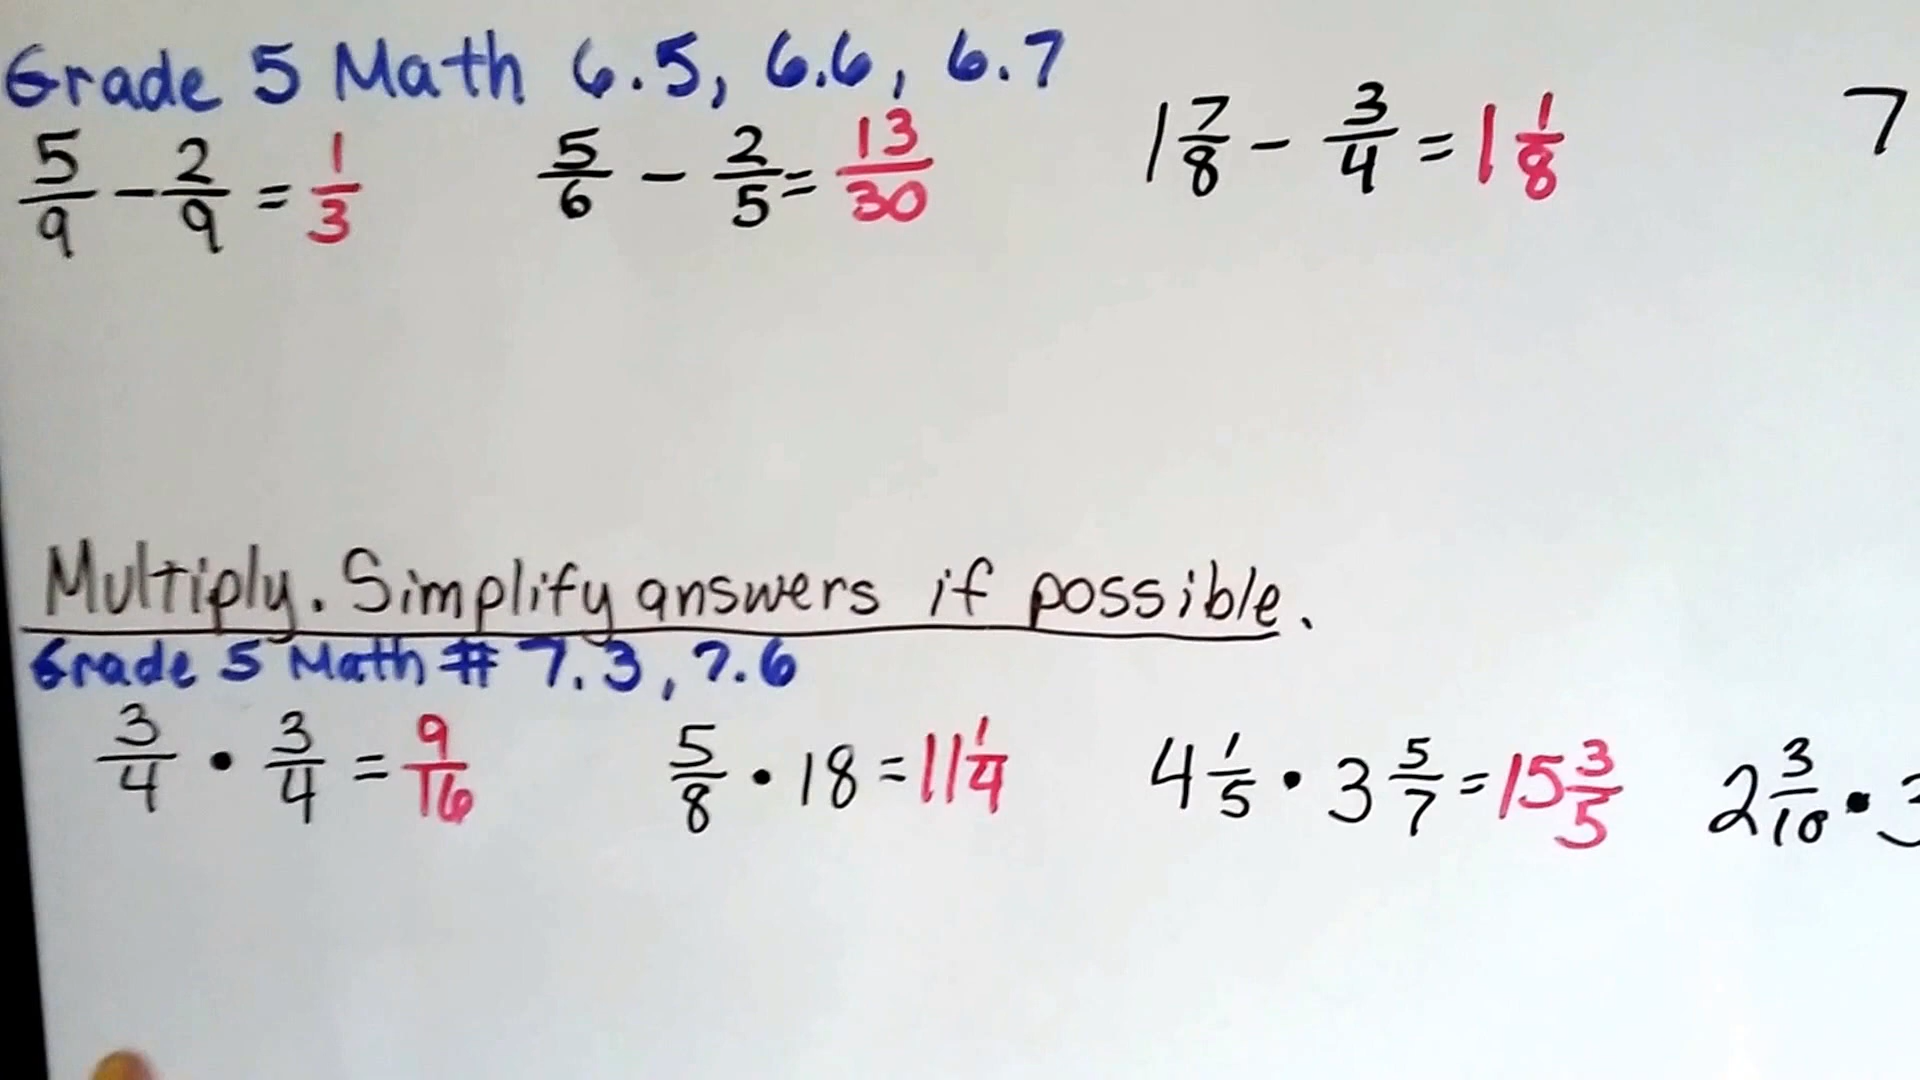 Grade 5 Math 6.5, 6.6, 6.7
5/9 - 2/9 = 1/3 5/6 - 2/5 = 13/30 1 7/8 - 3/4 = 1 1/8 7
Multiply. Simplify answers if possible.
Grade 5 Math # 7.3, 7.6
3/4 • 3/4 = 9/16 5/8 • 18 = 11 1/4 4 1/5 • 3 5/7 = 15 3/5 2 3/10 •